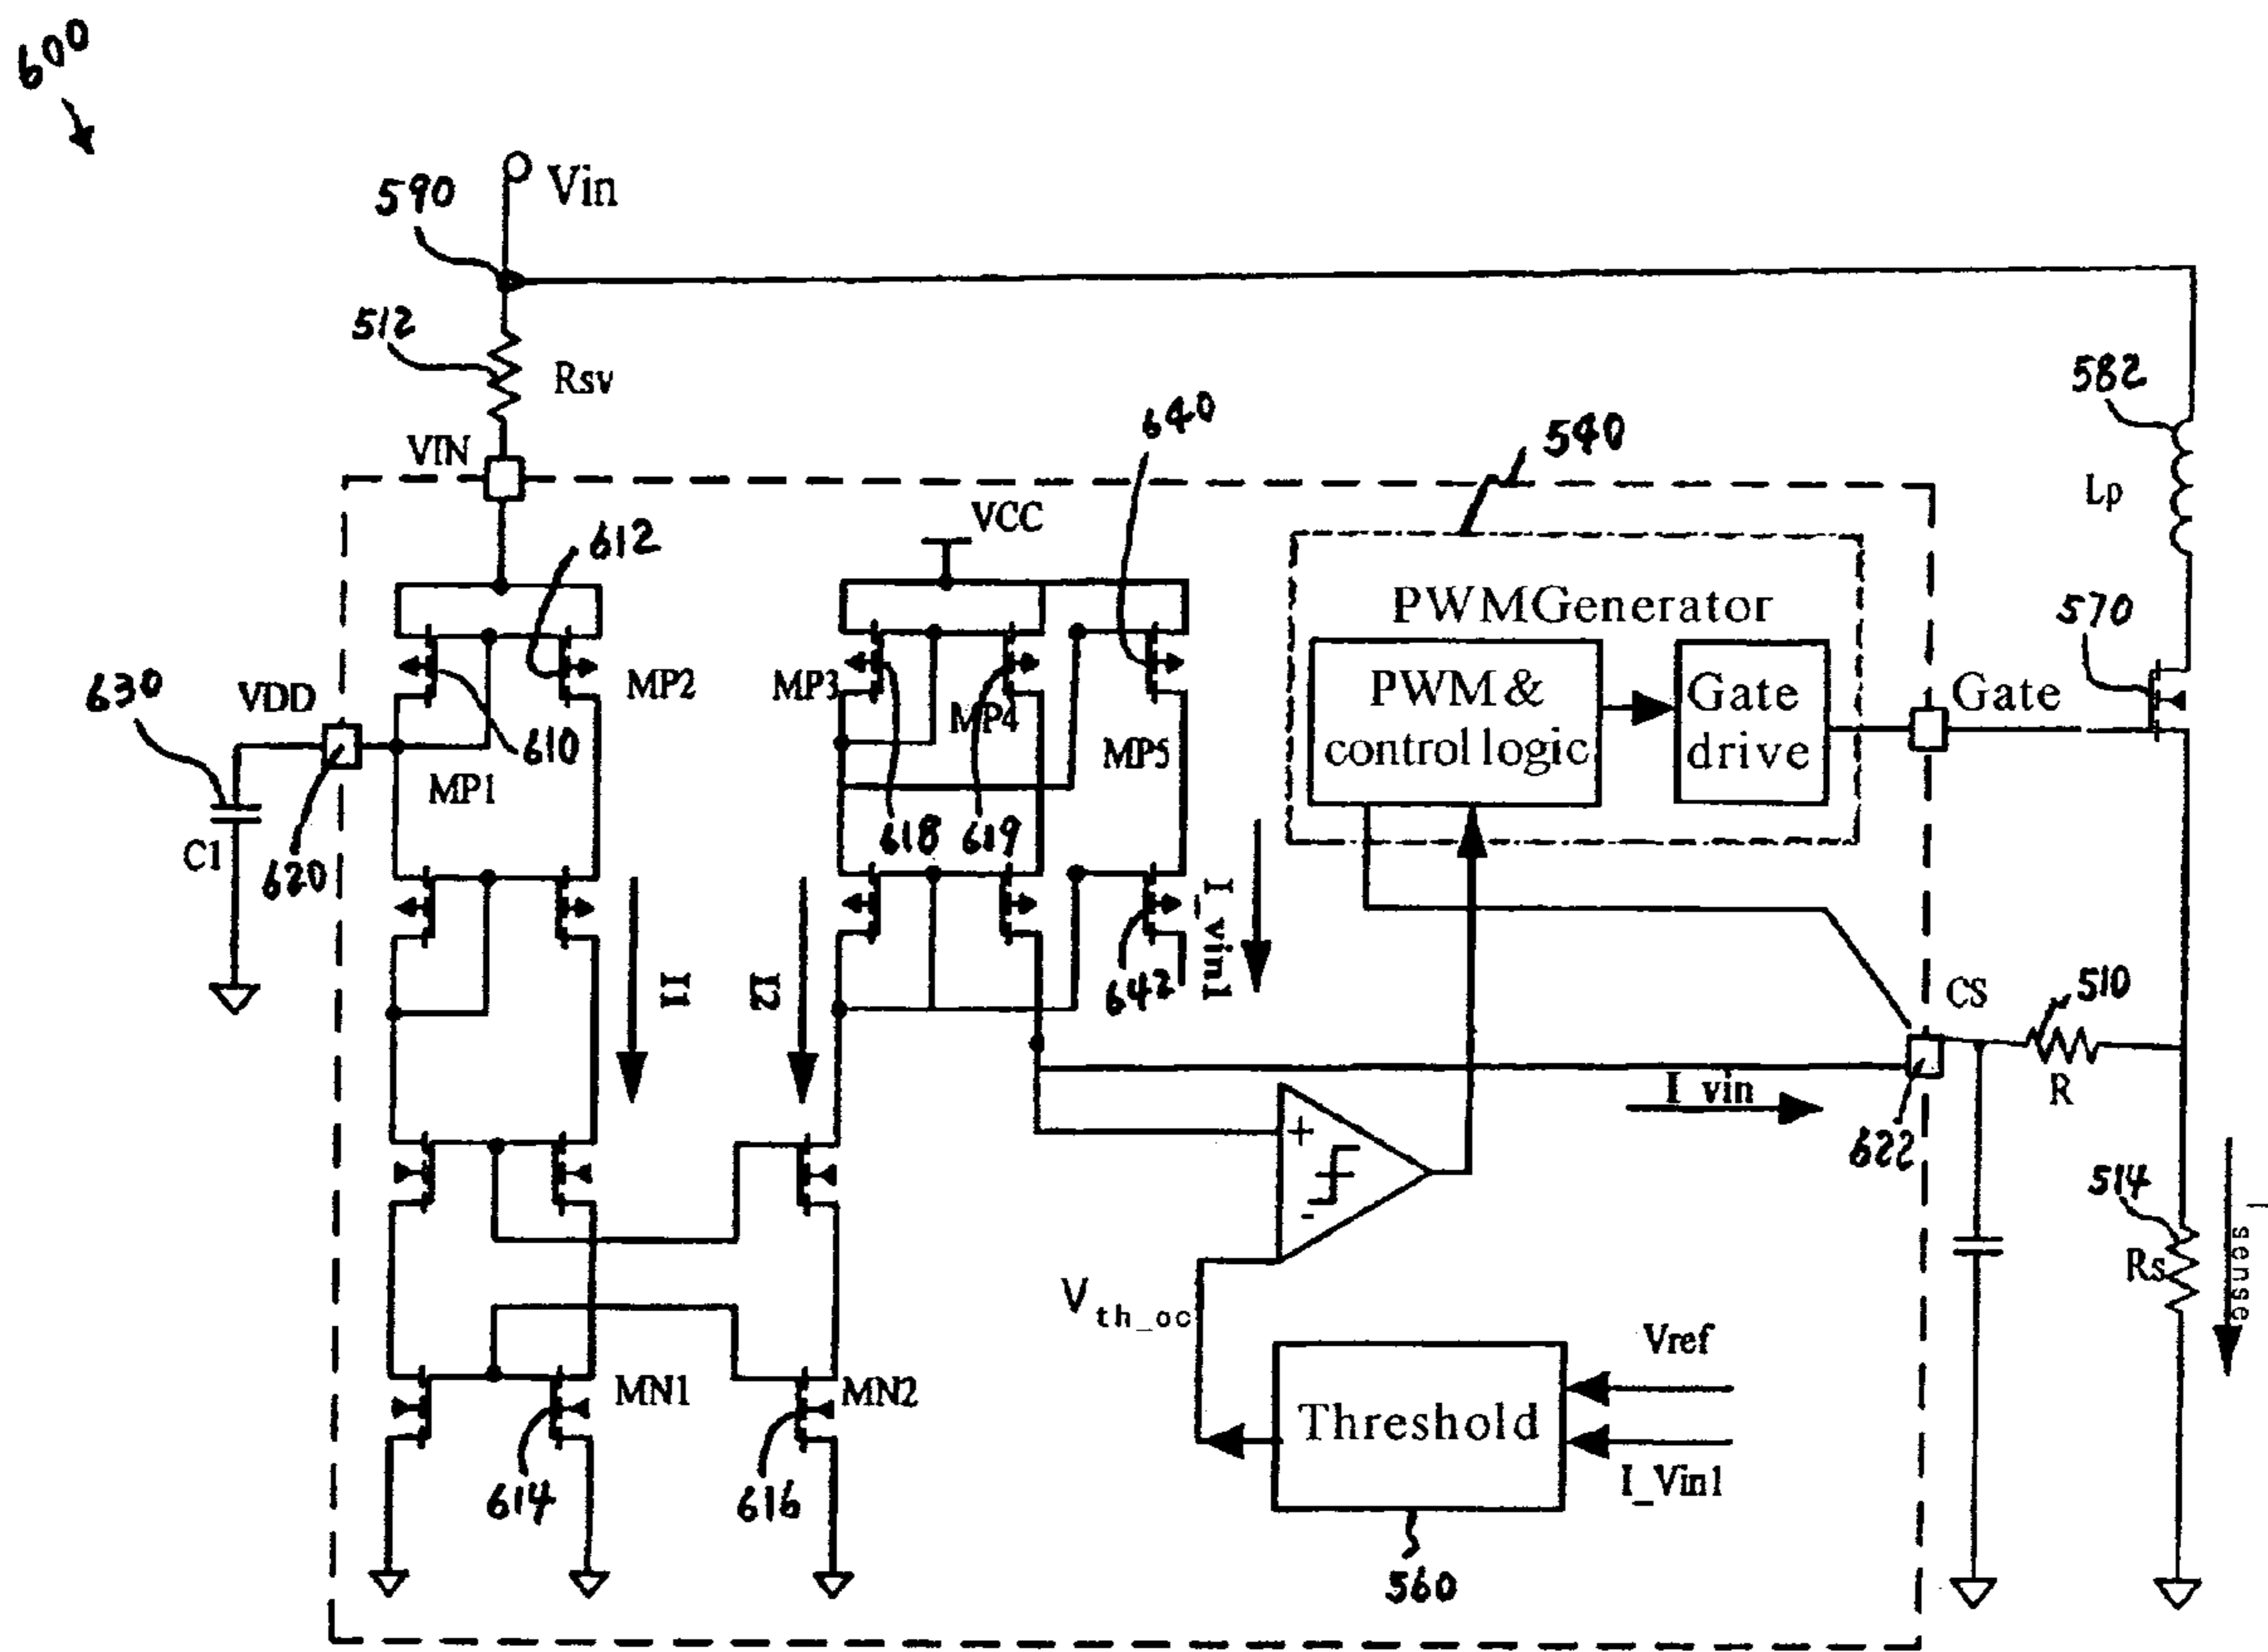 600
590
Vin
512
Rsv
582
VIN
640
540
Lp
VCC
612
PWMGenerator
570
630
VDD
MP2
MP3
PWM &
control logic
Gate
drive
Gate
MP4
610
MP5
MP1
C1
620
618
619
I_vin1
I1
I2
642
CS
510
I_vin
R
622
+
-
514
Rs
I_sense
V th_oc
Vref
MN1
MN2
Threshold
614
616
I_Vin1
560